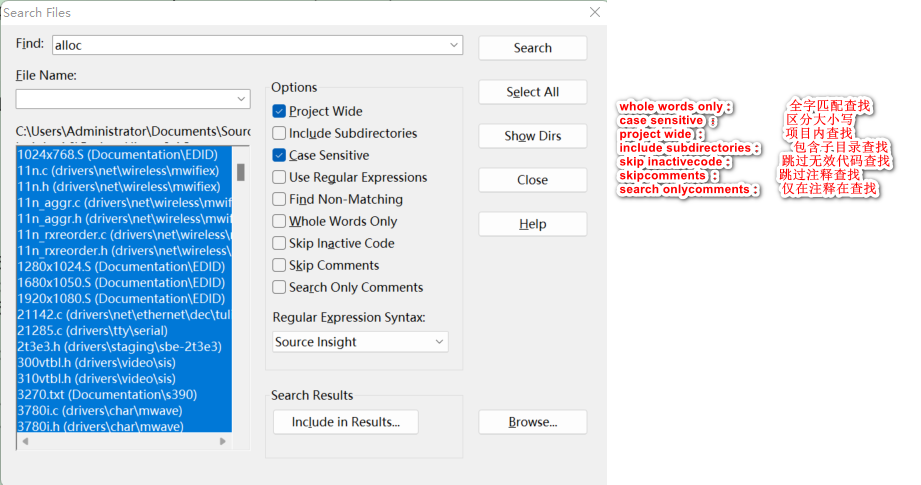 Search Files
Find:
alloc
Search
File Name:
Select All
Show Dirs
Close
Help
C:\Users\Administrator\Documents\Sour
1024x768.S (Documentation\EDID)
11n.c (drivers\net\wireless\mwifiex)
11n.h (drivers\net\wireless\mwifiex)
11n_aggr.c (drivers\net\wireless\mwif
11n_aggr.h (drivers\net\wireless\mwif
11n_rxreorder.c (drivers\net\wireless\
11n_rxreorder.h (drivers\net\wireless\
1280x1024.S (Documentation\EDID)
1680x1050.S (Documentation\EDID)
1920x1080.S (Documentation\EDID)
21142.c (drivers\net\ethernet\dec\tul
21285.c (drivers\tty\serial)
2t3e3.h (drivers\staging\sbe-2t3e3)
300vtbl.h (drivers\video\sis)
310vtbl.h (drivers\video\sis)
3270.txt (Documentation\s390)
3780i.c (drivers\char\mwave)
3780i.h (drivers\char\mwave)
Options
Project Wide
Include Subdirectories
Case Sensitive
Use Regular Expressions
Find Non-Matching
Whole Words Only
Skip Inactive Code
Skip Comments
Search Only Comments
Regular Expression Syntax:
Source Insight
Search Results
Include in Results...
Browse...
whole words only： 全字匹配查找
case sensitive ： 区分大小写
project wide： 项目内查找
include subdirectories： 包含子目录查找
skip inactivecode： 跳过无效代码查找
skipcomments ： 跳过注释查找
search onlycomments： 仅在注释在查找